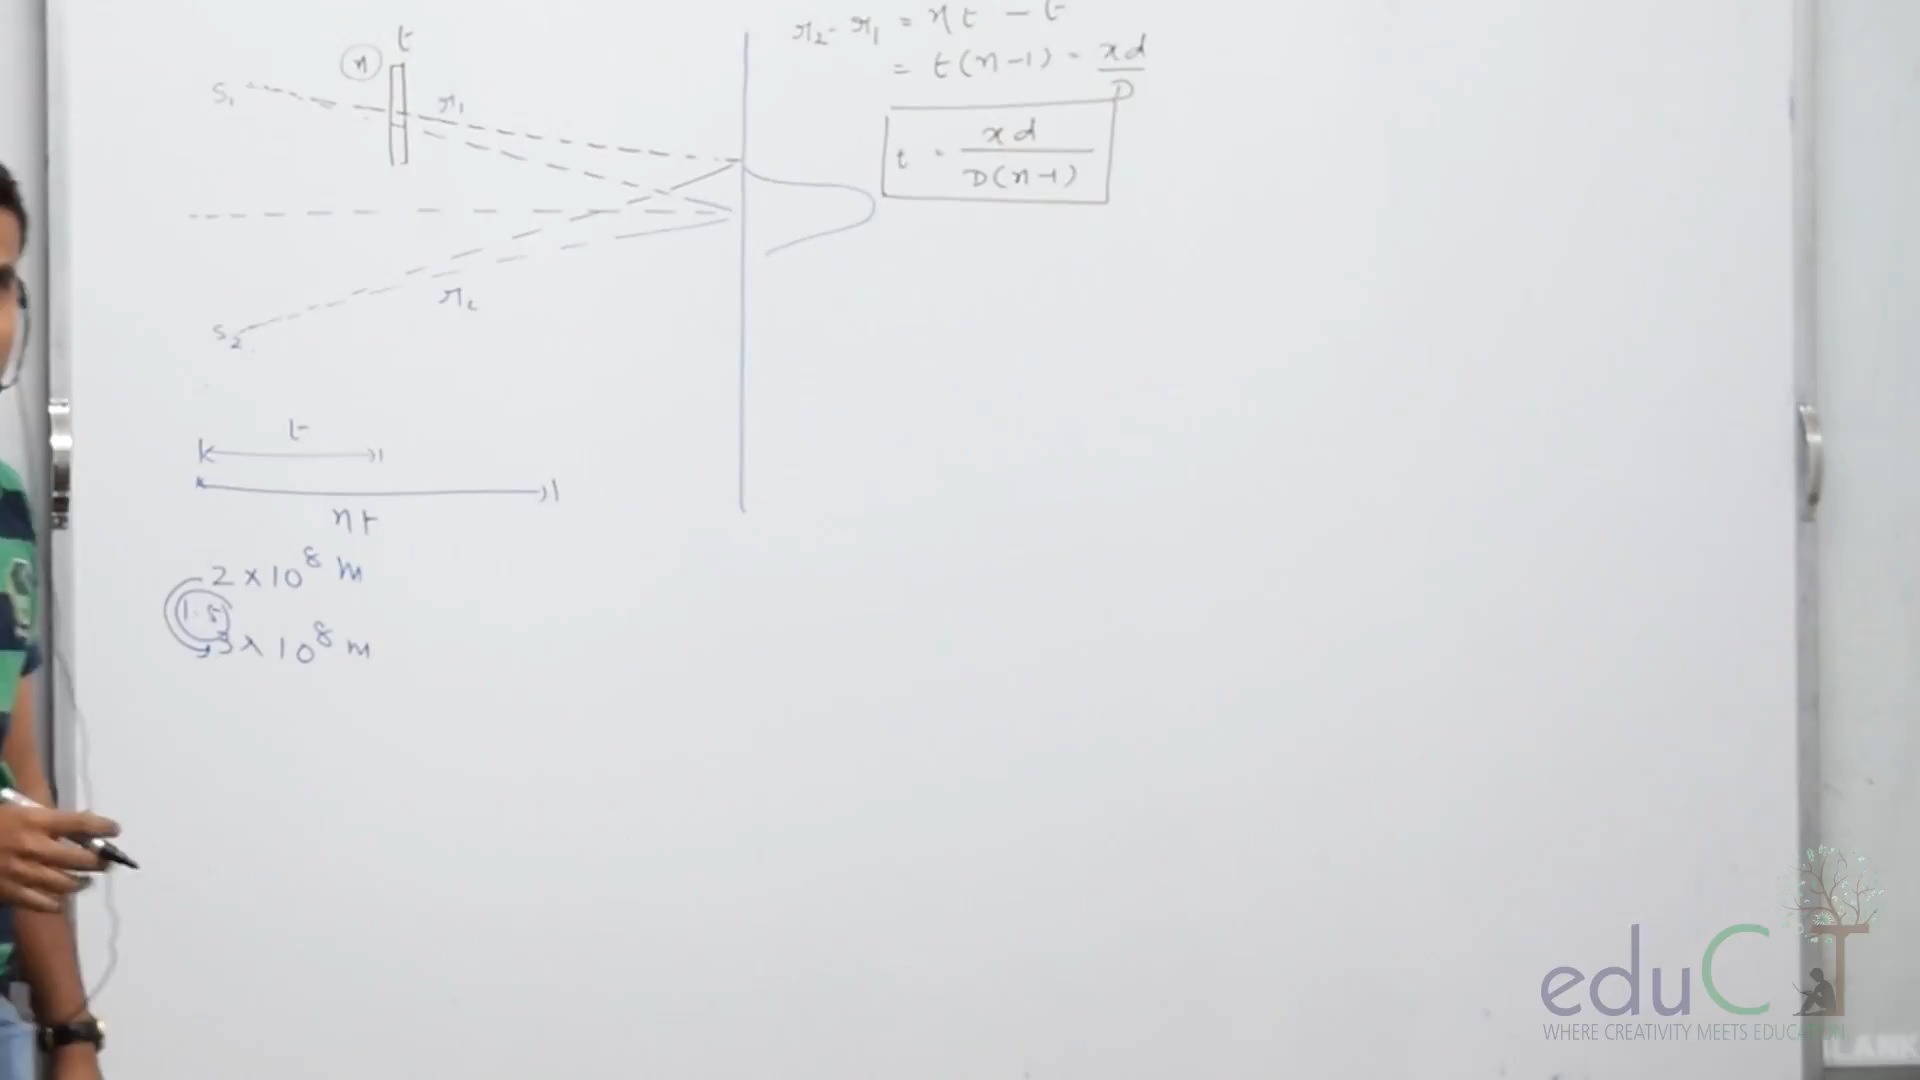 t
n
S₁
r₁
r₂
S₂
r₂ - r₁ = nt - t
= t(n-1) = xd/D
t = xd/D(n-1)
t
nt
2 × 10⁸ m
1.5
3 × 10⁸ m
eduCT
WHERE CREATIVITY MEETS EDUCATION
LANK